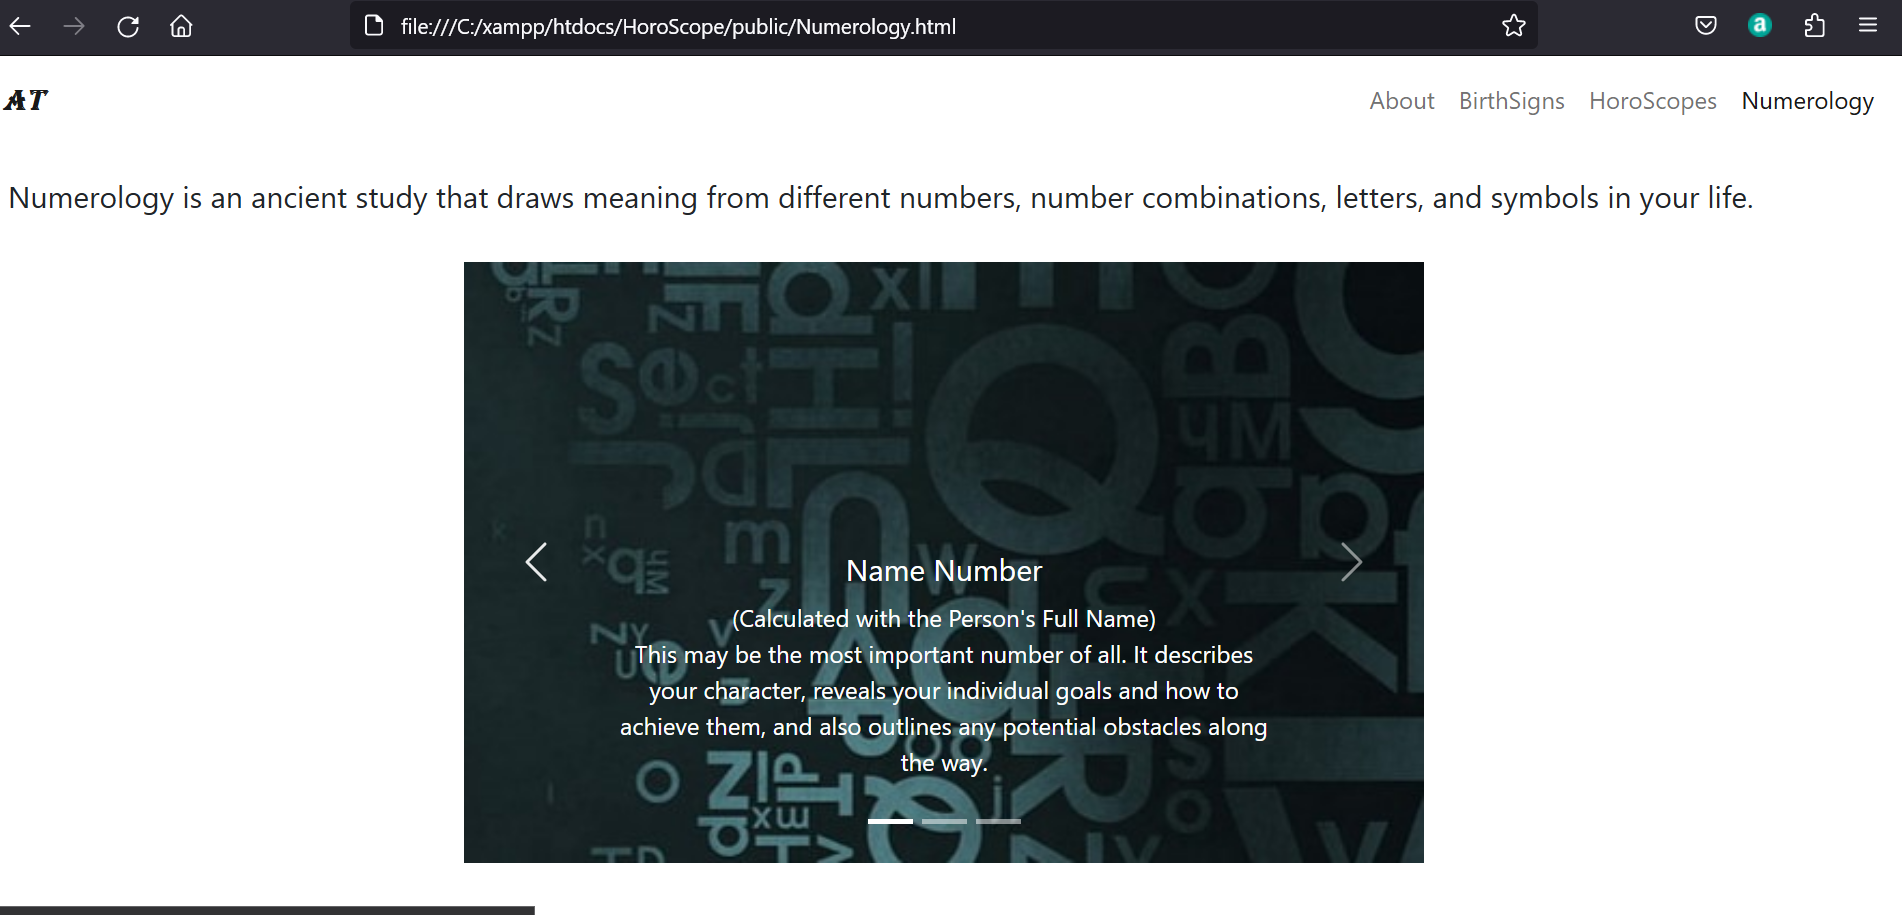 file:///C:/xampp/htdocs/HoroScope/public/Numerology.html
AT
About BirthSigns HoroScopes Numerology
Numerology is an ancient study that draws meaning from different numbers, number combinations, letters, and symbols in your life.
Name Number
(Calculated with the Person's Full Name)
This may be the most important number of all. It describes
your character, reveals your individual goals and how to
achieve them, and also outlines any potential obstacles along
the way.